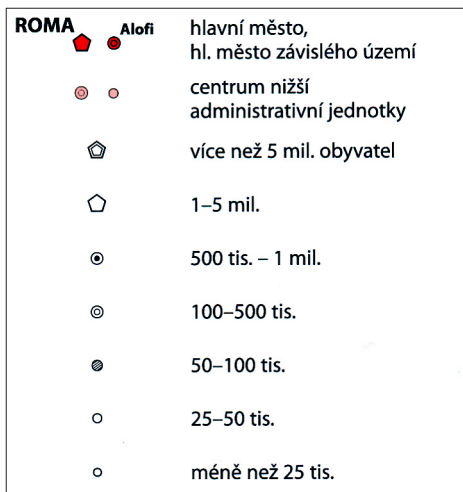 ROMA Alofi hlavní město,
hl. město závislého území
centrum nižší
administrativní jednotky
více než 5 mil. obyvatel
1–5 mil.
500 tis. – 1 mil.
100–500 tis.
50–100 tis.
25–50 tis.
méně než 25 tis.